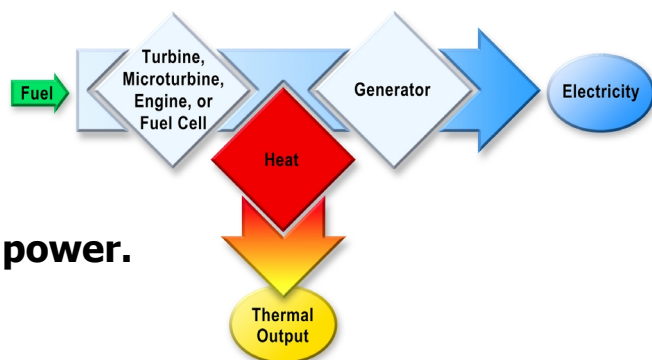 Fuel
Turbine,
Microturbine,
Engine, or
Fuel Cell
Generator
Electricity
Heat
power.
Thermal
Output